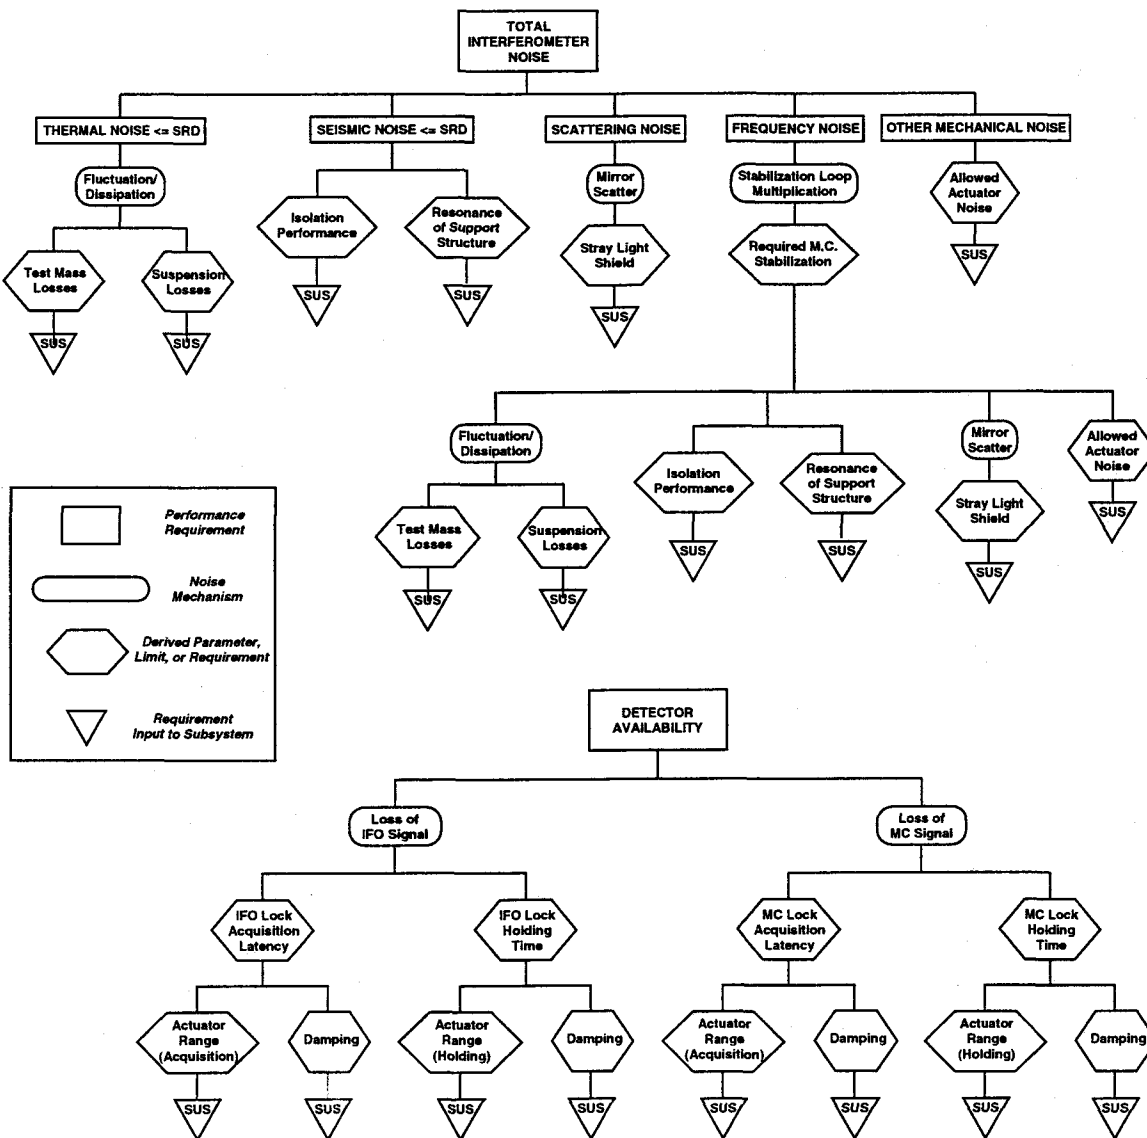 TOTAL
INTERFEROMETER
NOISE
THERMAL NOISE <= SRD
SEISMIC NOISE <= SRD
SCATTERING NOISE
FREQUENCY NOISE
OTHER MECHANICAL NOISE
Fluctuation/
Dissipation
Mirror
Scatter
Stabilization Loop
Multiplication
Allowed
Actuator
Noise
Isolation
Performance
Resonance
of Support
Structure
Stray Light
Shield
Required M.C.
Stabilization
SUS
Test Mass
Losses
Suspension
Losses
SUS
SUS
SUS
SUS
SUS
Fluctuation/
Dissipation
Mirror
Scatter
Allowed
Actuator
Noise
Isolation
Performance
Resonance
of Support
Structure
Stray Light
Shield
SUS
Test Mass
Losses
Suspension
Losses
SUS
SUS
SUS
SUS
SUS
Performance
Requirement
Noise
Mechanism
Derived Parameter,
Limit, or Requirement
Requirement
Input to Subsystem
DETECTOR
AVAILABILITY
Loss of
IFO Signal
Loss of
MC Signal
IFO Lock
Acquisition
Latency
IFO Lock
Holding
Time
MC Lock
Acquisition
Latency
MC Lock
Holding
Time
Actuator
Range
(Acquisition)
Damping
Actuator
Range
(Holding)
Damping
Actuator
Range
(Acquisition)
Damping
Actuator
Range
(Holding)
Damping
SUS
SUS
SUS
SUS
SUS
SUS
SUS
SUS